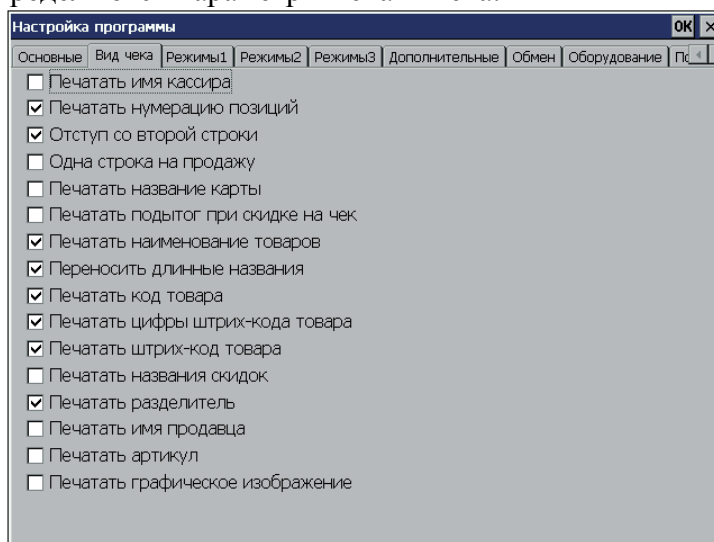 Настройка программы OK ×
Основные Вид чека Режимы1 Режимы2 Режимы3 Дополнительные Обмен Оборудование
Печатать имя кассира
Печатать нумерацию позиций
Отступ со второй строки
Одна строка на продажу
Печатать название карты
Печатать подытог при скидке на чек
Печатать наименование товаров
Переносить длинные названия
Печатать код товара
Печатать цифры штрих-кода товара
Печатать штрих-код товара
Печатать названия скидок
Печатать разделитель
Печатать имя продавца
Печатать артикул
Печатать графическое изображение